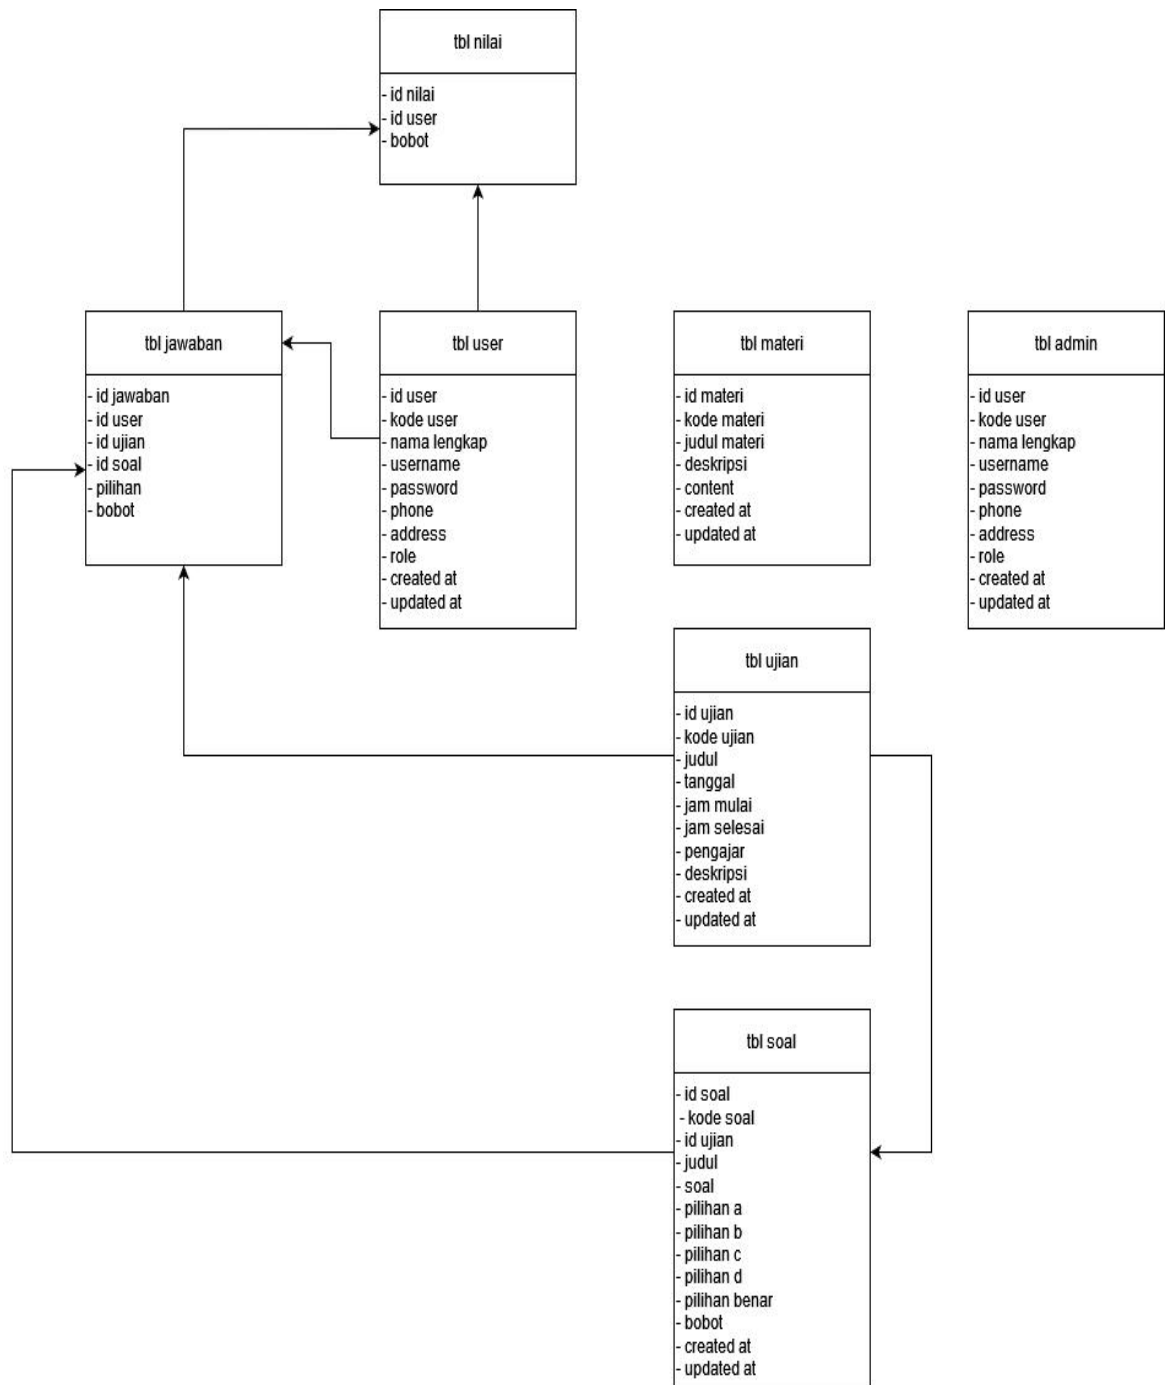 tbl nilai
- id nilai
- id user
- bobot
tbl jawaban
- id jawaban
- id user
- id ujian
- id soal
- pilihan
- bobot
tbl user
- id user
- kode user
- nama lengkap
- username
- password
- phone
- address
- role
- created at
- updated at
tbl materi
- id materi
- kode materi
- judul materi
- deskripsi
- content
- created at
- updated at
tbl admin
- id user
- kode user
- nama lengkap
- username
- password
- phone
- address
- role
- created at
- updated at
tbl ujian
- id ujian
- kode ujian
- judul
- tanggal
- jam mulai
- jam selesai
- pengajar
- deskripsi
- created at
- updated at
tbl soal
- id soal
- kode soal
- id ujian
- judul
- soal
- pilihan a
- pilihan b
- pilihan c
- pilihan d
- pilihan benar
- bobot
- created at
- updated at